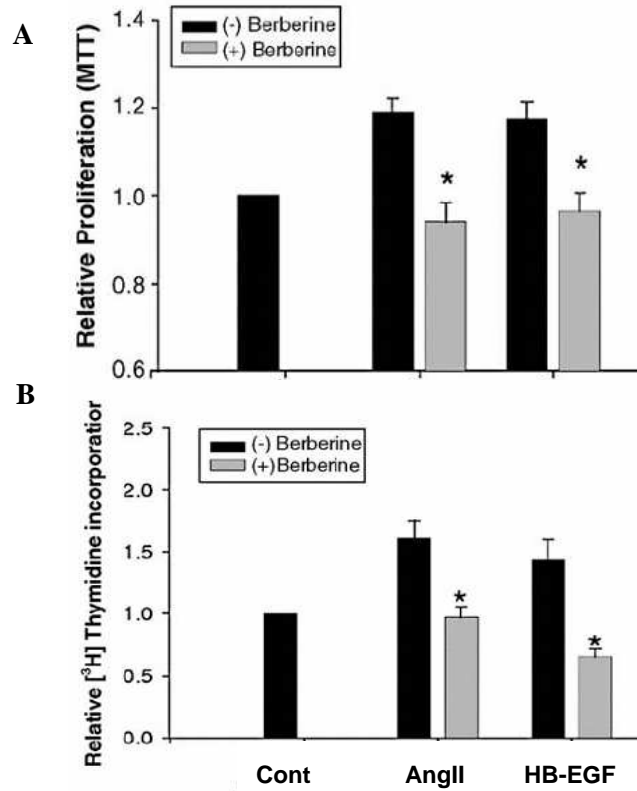 A
Relative Proliferation (MTT)
(-) Berberine
(+) Berberine
1.4
1.2
1.0
0.8
0.6
*
*
B
Relative [³H] Thymidine incorporatior
(-) Berberine
(+)Berberine
2.5
2.0
1.5
1.0
0.5
0.0
*
*
Cont
AngII
HB-EGF